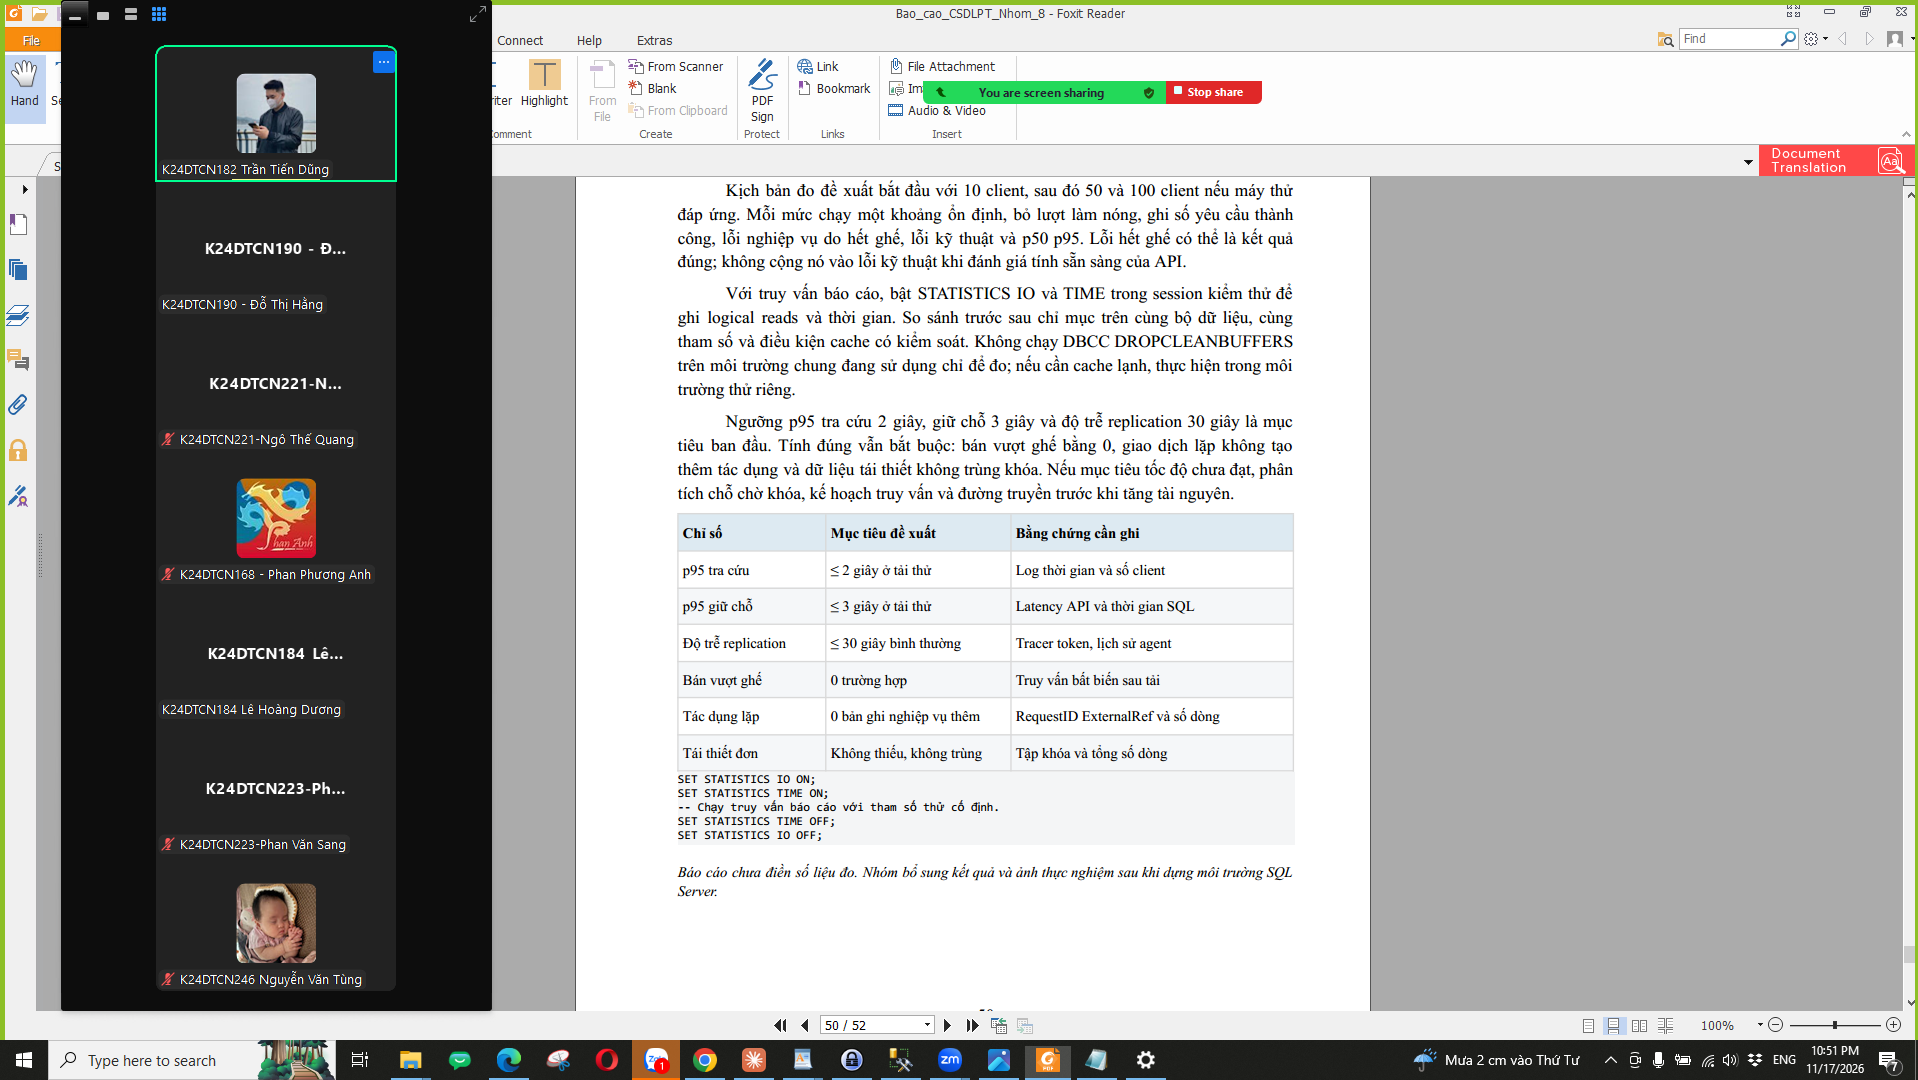 Bao_cao_CSDLPT_Nhom_8 - Foxit Reader
File
Connect
Help
Extras
Find
Hand
Highlight
From File
From Scanner
Blank
From Clipboard
Create
PDF Sign
Protect
Link
Bookmark
Links
File Attachment
Audio & Video
Insert
You are screen sharing
Stop share
Document Translation
K24DTCN182 Trần Tiến Dũng
K24DTCN190 - Đ...
K24DTCN190 - Đỗ Thị Hằng
K24DTCN221-N...
K24DTCN221-Ngô Thế Quang
Phan Anh
K24DTCN168 - Phan Phương Anh
K24DTCN184 Lê...
K24DTCN184 Lê Hoàng Dương
K24DTCN223-Ph...
K24DTCN223-Phan Văn Sang
K24DTCN246 Nguyễn Văn Tùng
Kịch bản đo đề xuất bắt đầu với 10 client, sau đó 50 và 100 client nếu máy thử
đáp ứng. Mỗi mức chạy một khoảng ổn định, bỏ lượt làm nóng, ghi số yêu cầu thành
công, lỗi nghiệp vụ do hết ghế, lỗi kỹ thuật và p50 p95. Lỗi hết ghế có thể là kết quả
đúng; không cộng nó vào lỗi kỹ thuật khi đánh giá tính sẵn sàng của API.
Với truy vấn báo cáo, bật STATISTICS IO và TIME trong session kiểm thử để
ghi logical reads và thời gian. So sánh trước sau chỉ mục trên cùng bộ dữ liệu, cùng
tham số và điều kiện cache có kiểm soát. Không chạy DBCC DROPCLEANBUFFERS
trên môi trường chung đang sử dụng chỉ để đo; nếu cần cache lạnh, thực hiện trong môi
trường thử riêng.
Ngưỡng p95 tra cứu 2 giây, giữ chỗ 3 giây và độ trễ replication 30 giây là mục
tiêu ban đầu. Tính đúng vẫn bắt buộc: bán vượt ghế bằng 0, giao dịch lặp không tạo
thêm tác dụng và dữ liệu tái thiết không trùng khóa. Nếu mục tiêu tốc độ chưa đạt, phân
tích chỗ chờ khóa, kế hoạch truy vấn và đường truyền trước khi tăng tài nguyên.
Chỉ số Mục tiêu đề xuất Bằng chứng cần ghi
p95 tra cứu ≤ 2 giây ở tải thử Log thời gian và số client
p95 giữ chỗ ≤ 3 giây ở tải thử Latency API và thời gian SQL
Độ trễ replication ≤ 30 giây bình thường Tracer token, lịch sử agent
Bán vượt ghế 0 trường hợp Truy vấn bất biến sau tải
Tác dụng lặp 0 bản ghi nghiệp vụ thêm RequestID ExternalRef và số dòng
Tái thiết đơn Không thiếu, không trùng Tập khóa và tổng số dòng
SET STATISTICS IO ON;
SET STATISTICS TIME ON;
-- Chạy truy vấn báo cáo với tham số thử cố định.
SET STATISTICS TIME OFF;
SET STATISTICS IO OFF;
Báo cáo chưa điền số liệu đo. Nhóm bổ sung kết quả và ảnh thực nghiệm sau khi dựng môi trường SQL
Server.
50 / 52
100%
Type here to search
Mưa 2 cm vào Thứ Tư
ENG
10:51 PM
11/17/2026